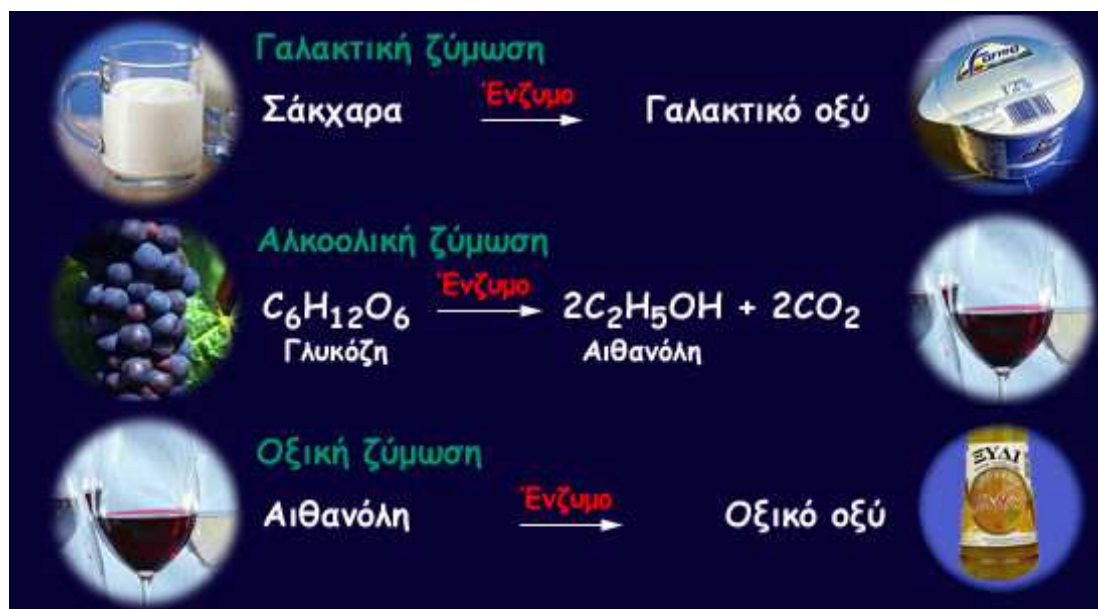 Γαλακτική ζύμωση
Σάκχαρα Ένζυμο Γαλακτικό οξύ
12%
Αλκοολική ζύμωση
C₆H₁₂O₆ Ένζυμο 2C₂H₅OH + 2CO₂
Γλυκόζη Αιθανόλη
Οξική ζύμωση
Αιθανόλη Ένζυμο Οξικό οξύ
ΞΥΔΙ